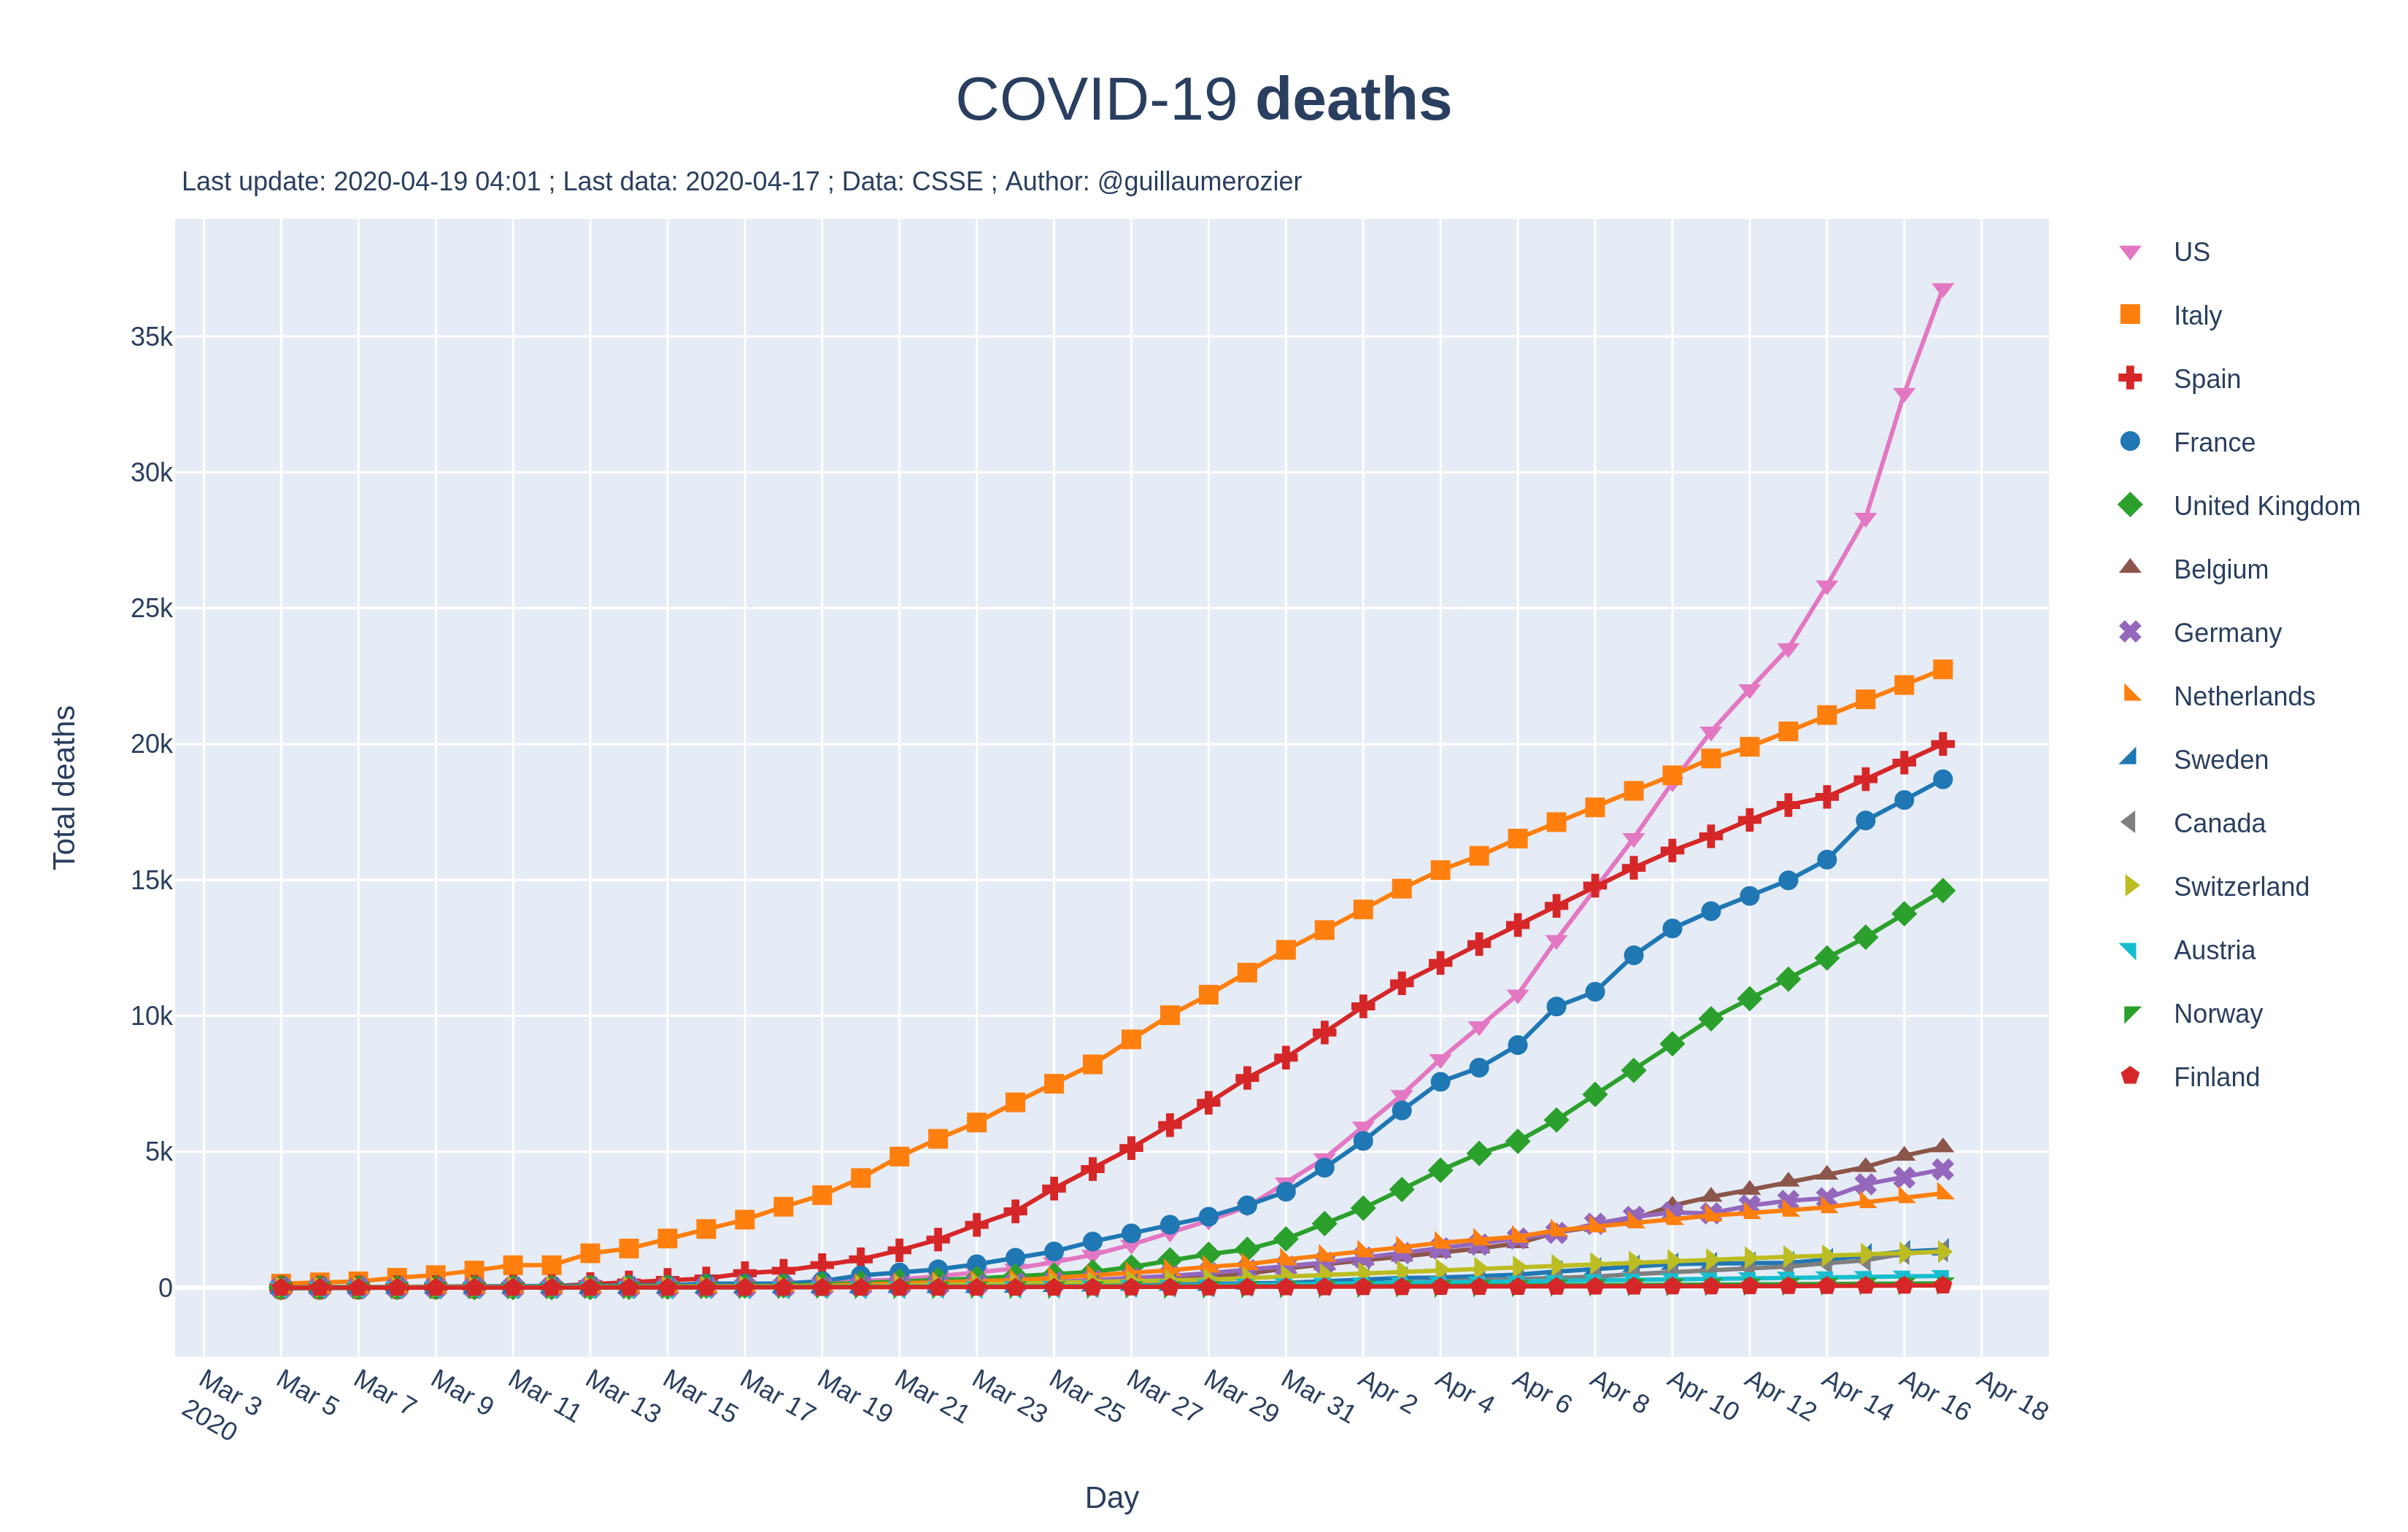 COVID-19 deaths
Last update: 2020-04-19 04:01 ; Last data: 2020-04-17 ; Data: CSSE ; Author: @guillaumerozier
US
Italy
Spain
France
United Kingdom
Belgium
Germany
Netherlands
Sweden
Canada
Switzerland
Austria
Norway
Finland
Total deaths
35k
30k
25k
20k
15k
10k
5k
0
Mar 3
2020
Mar 5
Mar 7
Mar 9
Mar 11
Mar 13
Mar 15
Mar 17
Mar 19
Mar 21
Mar 23
Mar 25
Mar 27
Mar 29
Mar 31
Apr 2
Apr 4
Apr 6
Apr 8
Apr 10
Apr 12
Apr 14
Apr 16
Apr 18
Day